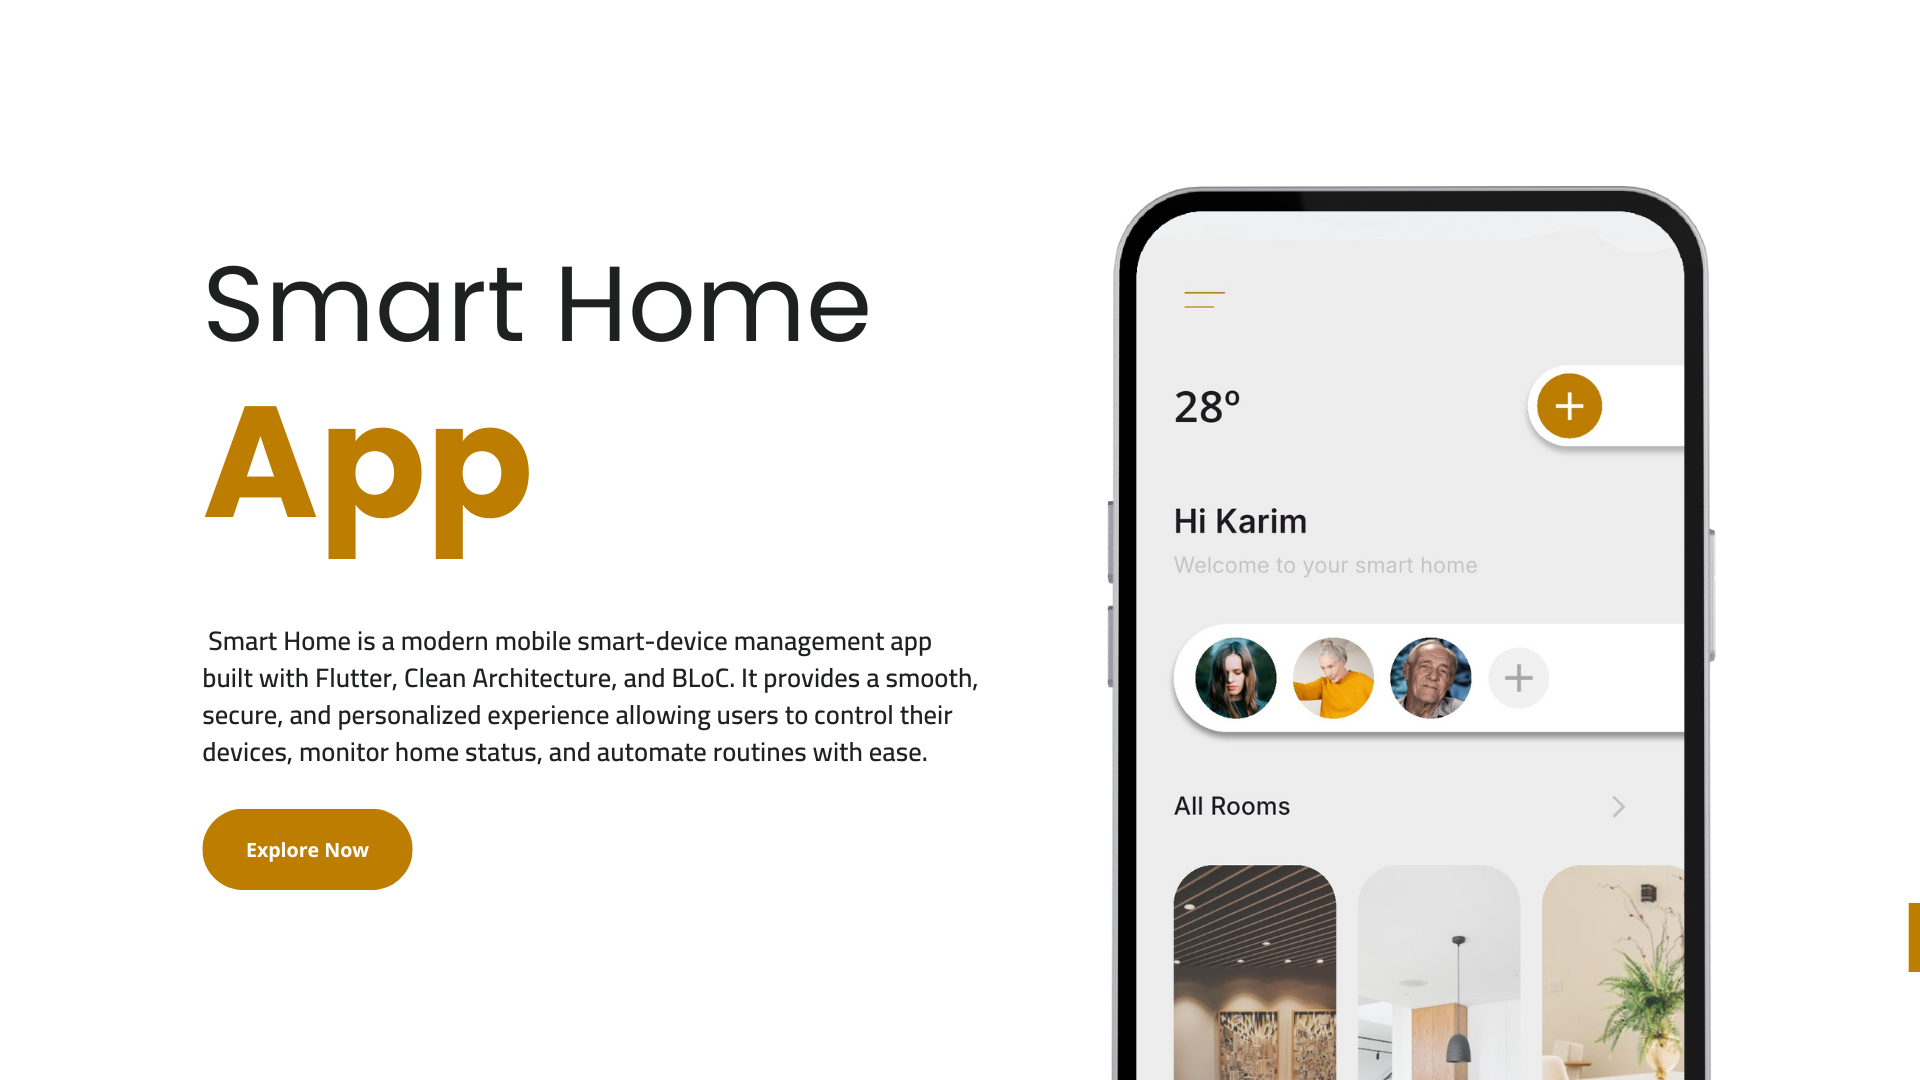 Smart Home
App
Smart Home is a modern mobile smart-device management app
built with Flutter, Clean Architecture, and BLoC. It provides a smooth,
secure, and personalized experience allowing users to control their
devices, monitor home status, and automate routines with ease.
Explore Now
28º
Hi Karim
Welcome to your smart home
All Rooms